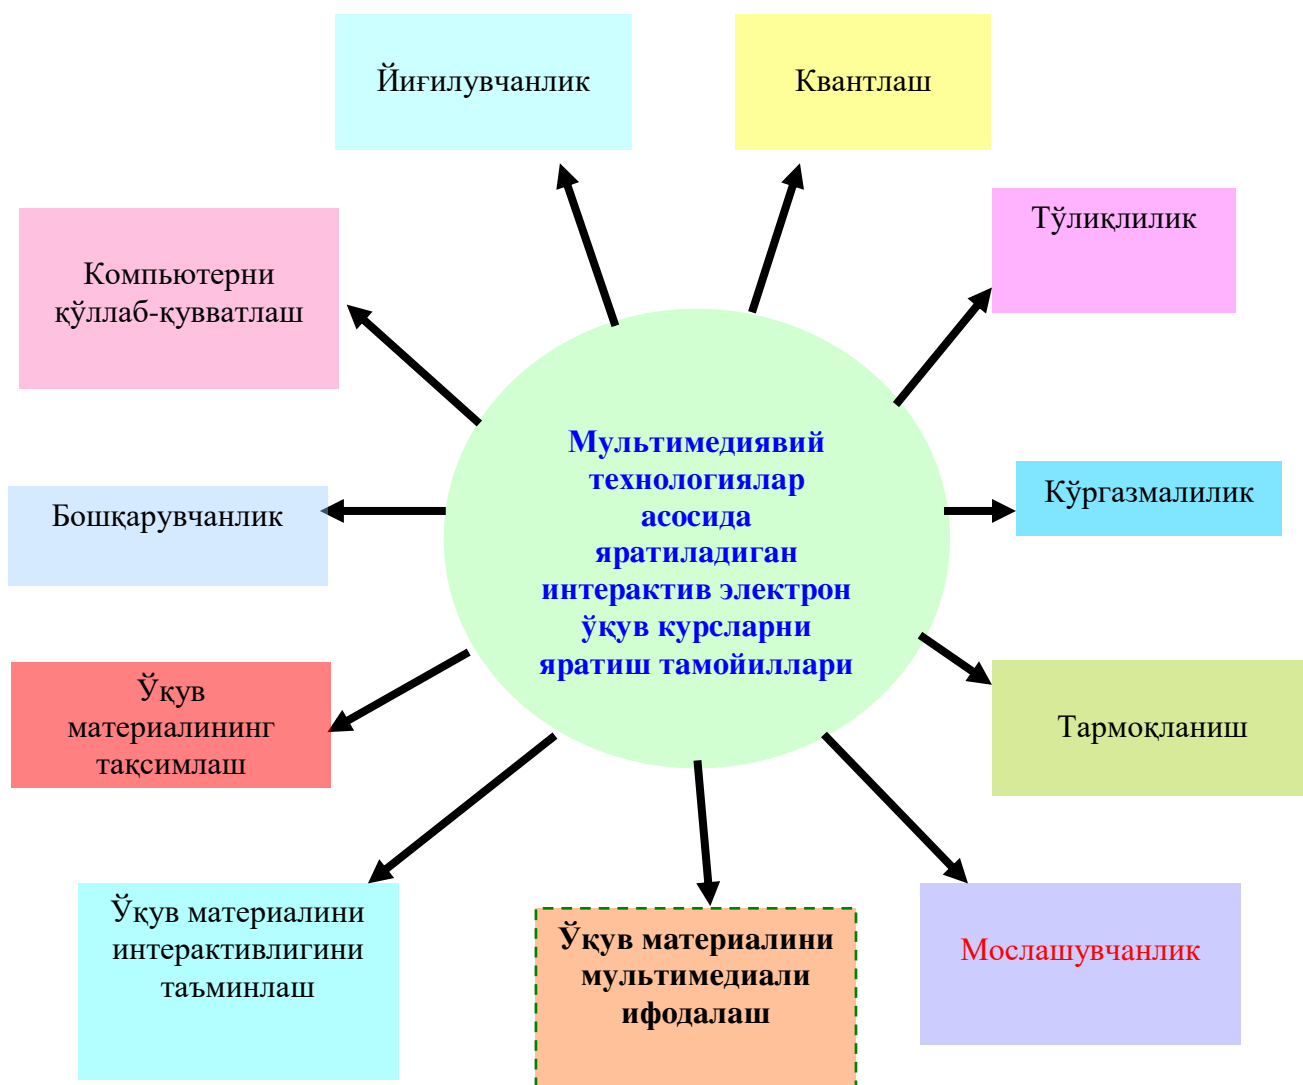 Йиғилувчанлик
Квантлаш
Тўлиқлилик
Компьютерни
қўллаб-қувватлаш
Мультимедиявий
технологиялар
асосида
яратиладиган
интерактив электрон
ўқув курсларни
яратиш тамойиллари
Кўргазмалилик
Бошқарувчанлик
Ўқув
материалининг
тақсимлаш
Тармоқланиш
Ўқув материалини
интерактивлигини
таъминлаш
Ўқув материалини
мультимедиали
ифодалаш
Мослашувчанлик